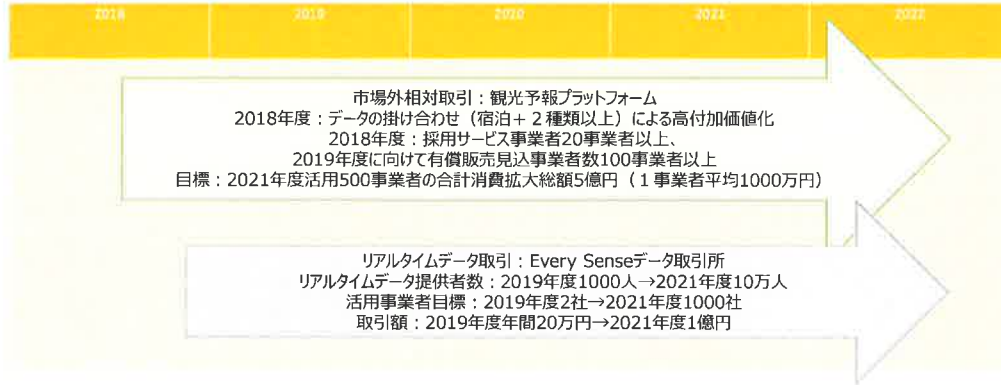 2018 2019 2020 2021 2022
市場外相対取引：観光予報プラットフォーム
2018年度：データの掛け合わせ（宿泊＋２種類以上）による高付加価値化
2018年度：採用サービス事業者20事業者以上、
2019年度に向けて有償販売見込事業者数100事業者以上
目標：2021年度活用500事業者の合計消費拡大総額5億円（１事業者平均1000万円）
リアルタイムデータ取引：Every Senseデータ取引所
リアルタイムデータ提供者数：2019年度1000人→2021年度10万人
活用事業者目標：2019年度2社→2021年度1000社
取引額：2019年度年間20万円→2021年度1億円